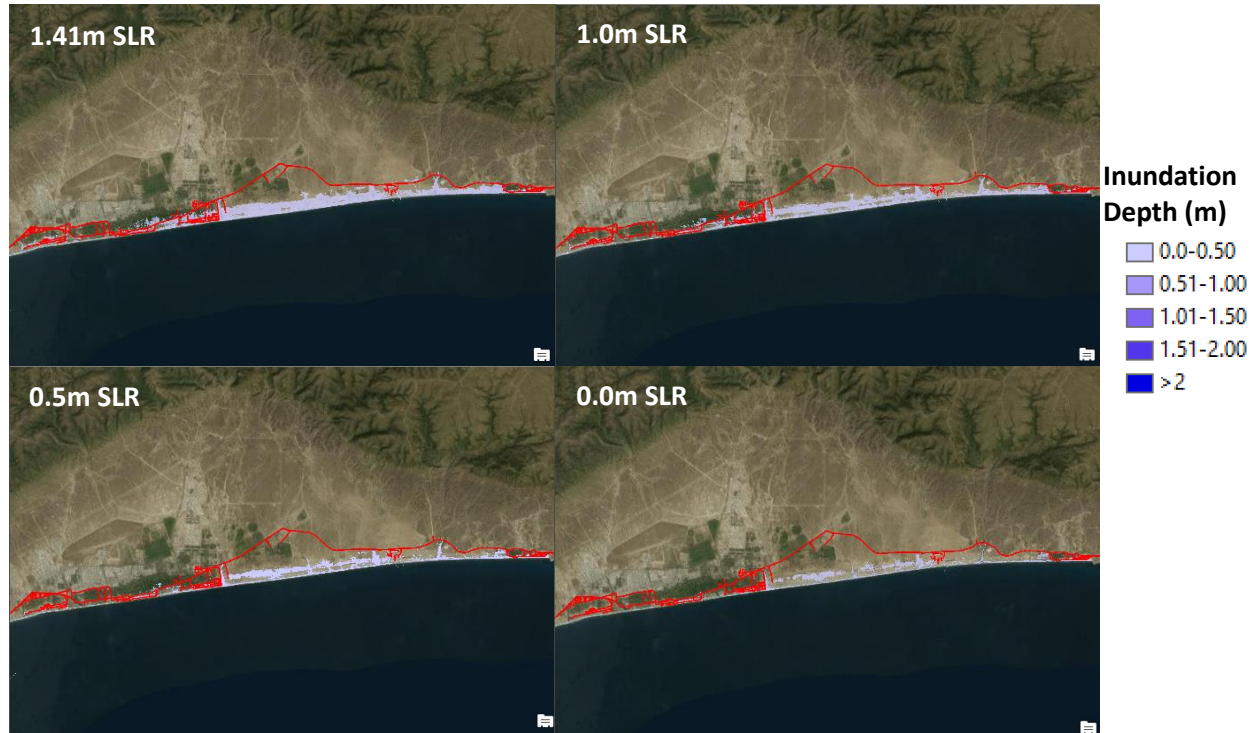 1.41m SLR
1.0m SLR
0.5m SLR
0.0m SLR
Inundation
Depth (m)
0.0-0.50
0.51-1.00
1.01-1.50
1.51-2.00
>2